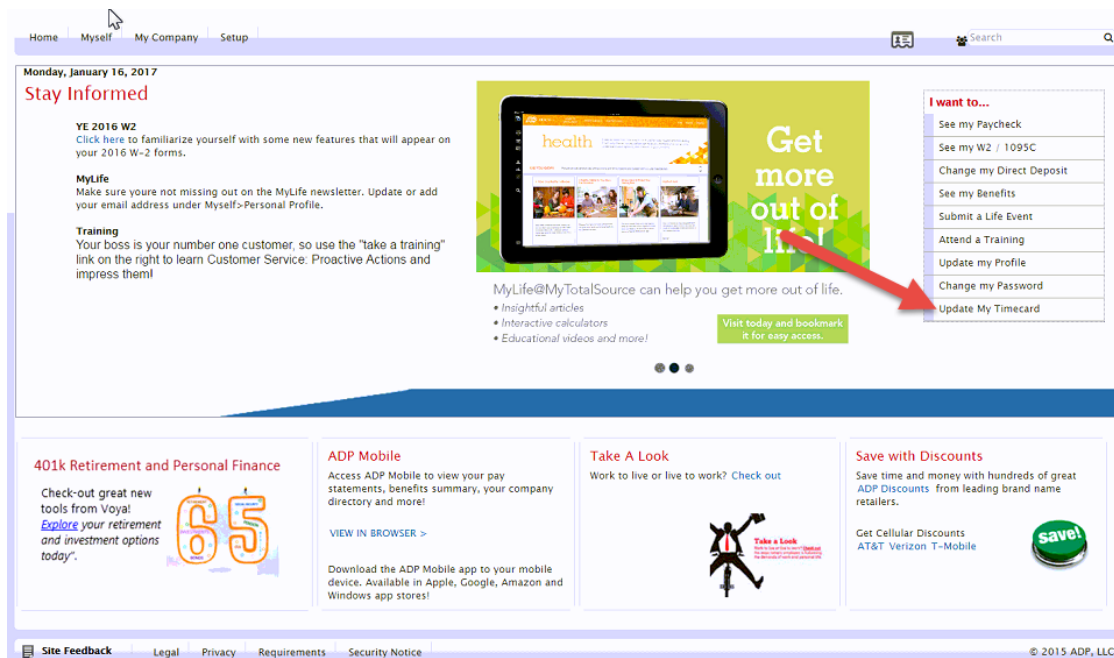 Home Myself My Company Setup
Search
Monday, January 16, 2017
Stay Informed
YE 2016 W2
Click here to familiarize yourself with some new features that will appear on
your 2016 W-2 forms.
MyLife
Make sure youre not missing out on the MyLife newsletter. Update or add
your email address under Myself>Personal Profile.
Training
Your boss is your number one customer, so use the "take a training"
link on the right to learn Customer Service: Proactive Actions and
impress them!
health
Get
more
out of
life!
MyLife@MyTotalSource can help you get more out of life.
• Insightful articles
• Interactive calculators
• Educational videos and more!
Visit today and bookmark
it for easy access.
I want to...
See my Paycheck
See my W2 / 1095C
Change my Direct Deposit
See my Benefits
Submit a Life Event
Attend a Training
Update my Profile
Change my Password
Update My Timecard
401k Retirement and Personal Finance
Check-out great new
tools from Voya!
Explore your retirement
and investment options
today".
65
ADP Mobile
Access ADP Mobile to view your pay
statements, benefits summary, your company
directory and more!
VIEW IN BROWSER >
Download the ADP Mobile app to your mobile
device. Available in Apple, Google, Amazon and
Windows app stores!
Take A Look
Work to live or live to work? Check out
Take a Look
Save with Discounts
Save time and money with hundreds of great
ADP Discounts from leading brand name
retailers.
Get Cellular Discounts
AT&T Verizon T-Mobile
save!
Site Feedback Legal Privacy Requirements Security Notice
© 2015 ADP, LLC